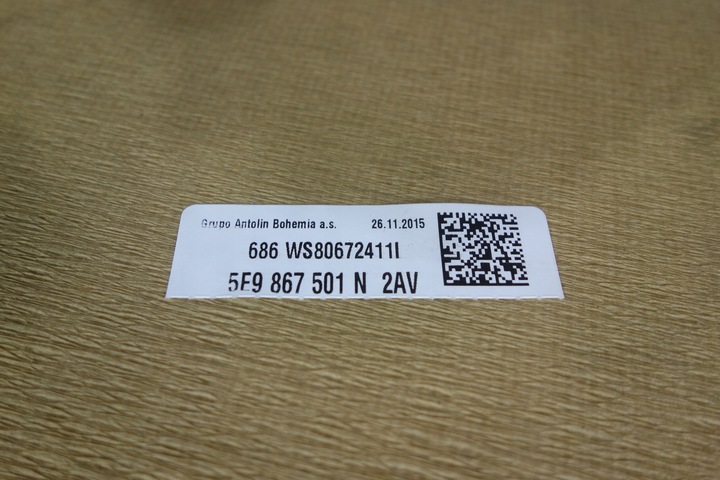 Grupo Antolin Bohemia a.s. 26.11.2015
686 WS80672411I
5E9 867 501 N 2AV